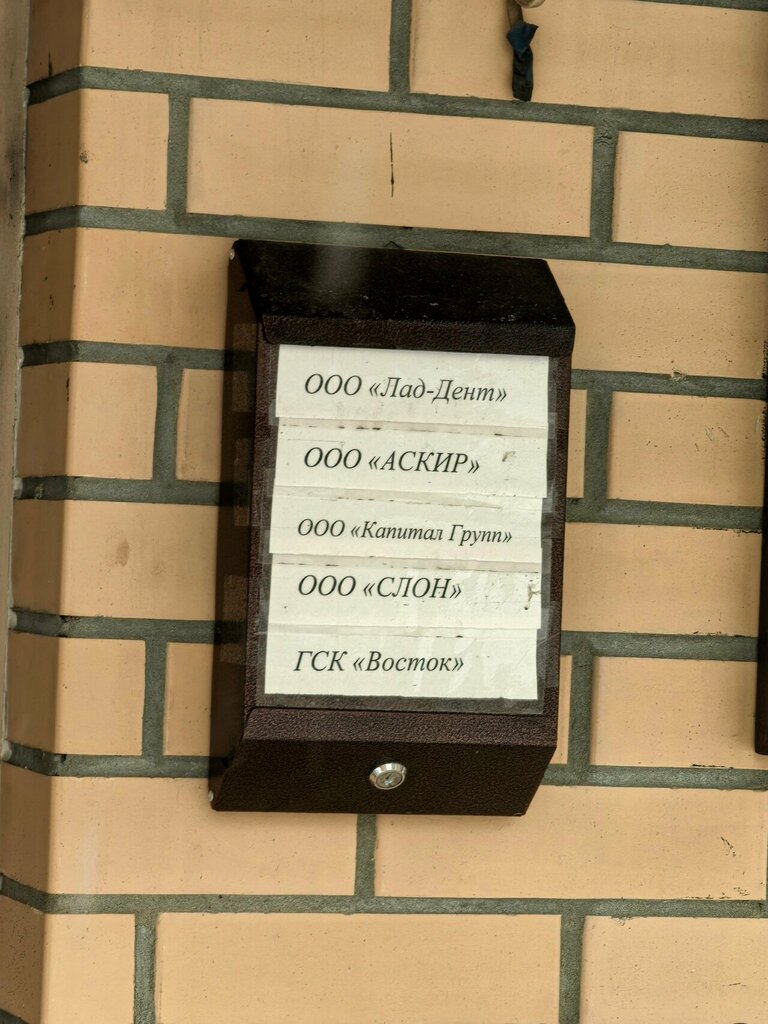 ООО «Лад-Дент»
ООО «АСКИР»
ООО «Капитал Групп»
ООО «СЛОН»
ГСК «Восток»